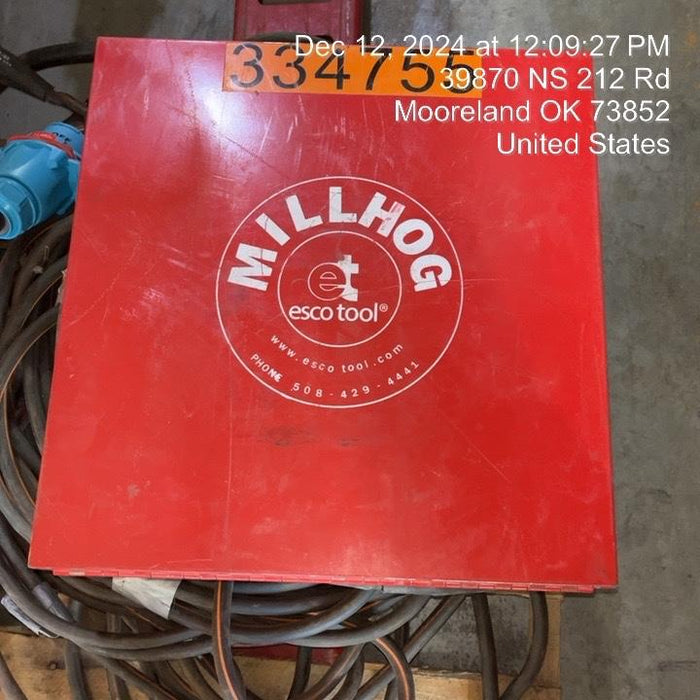 Dec 12, 2024 at 12:09:27 PM
39870 NS 212 Rd
Mooreland OK 73852
United States
334755
MILLHOG
et
esco tool®
www.esco tool.com
PHONE 508-429-4441